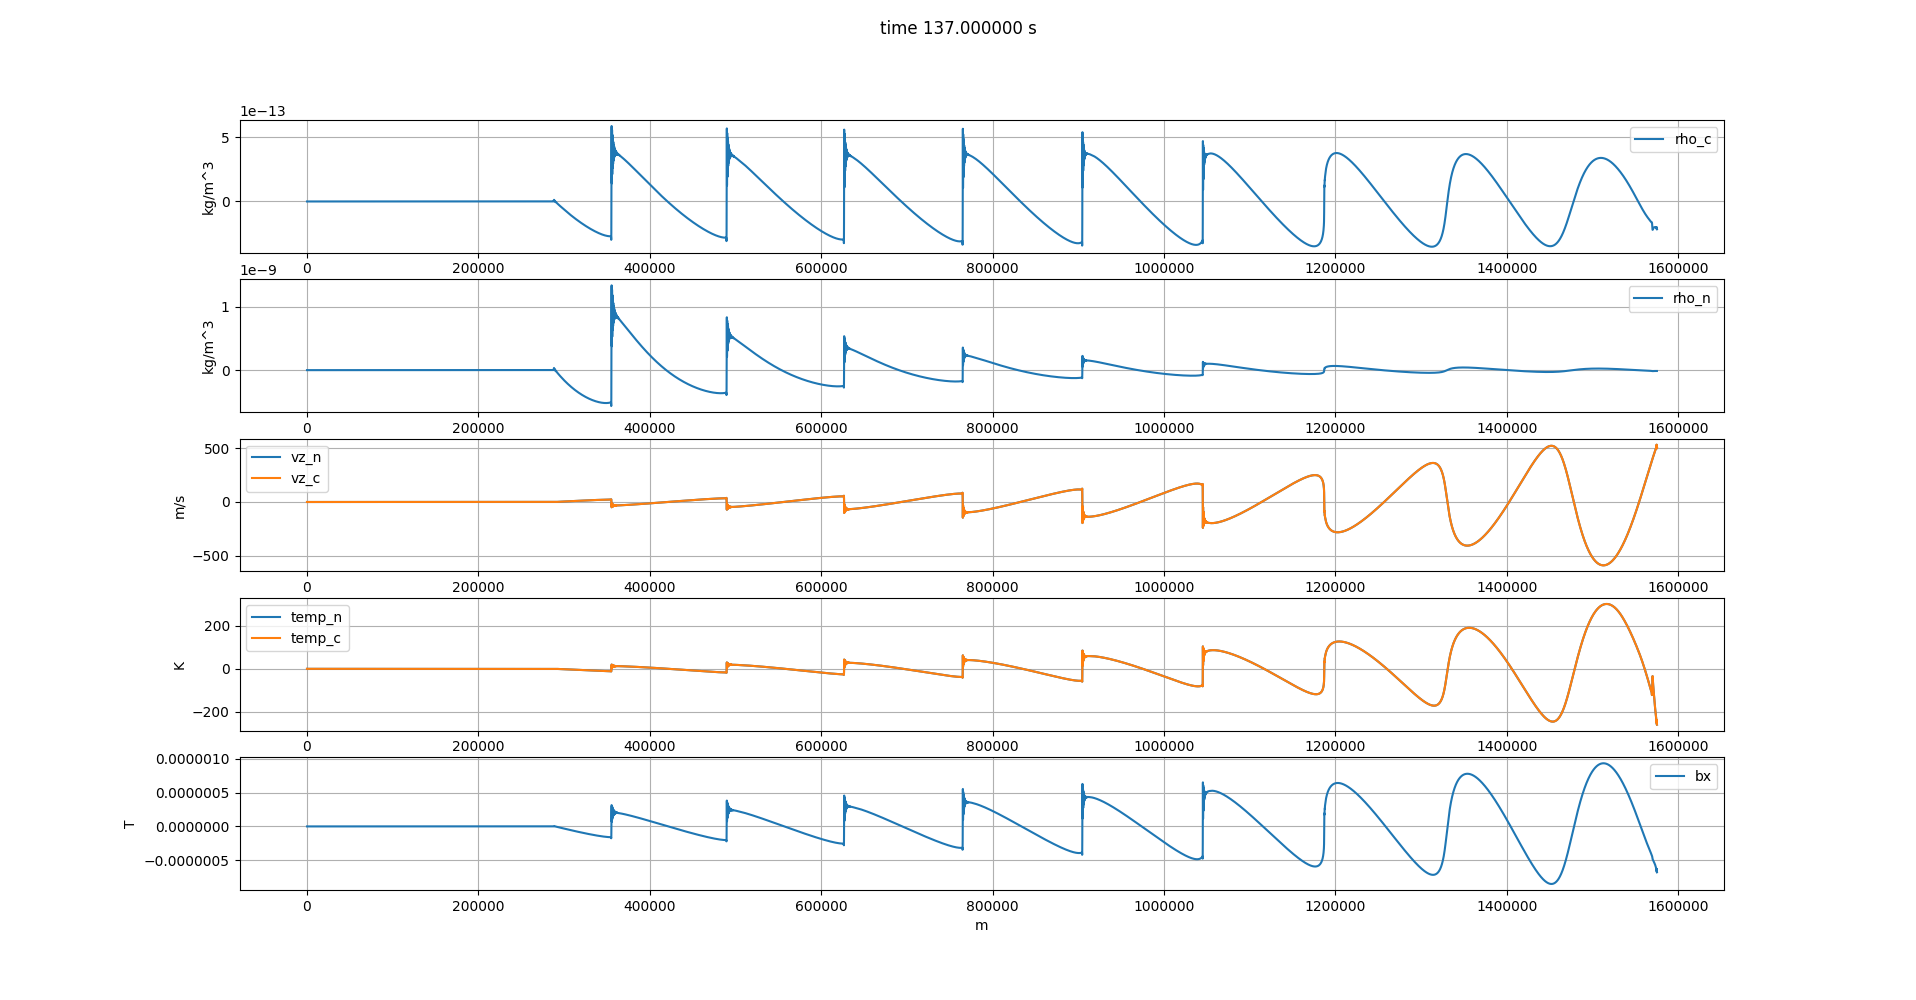 time 137.000000 s
1e−13
5
0
kg/m^3
rho_c
0 200000 400000 600000 800000 1000000 1200000 1400000 1600000
1e−9
1
0
kg/m^3
rho_n
0 200000 400000 600000 800000 1000000 1200000 1400000 1600000
500
0
−500
m/s
vz_n
vz_c
0 200000 400000 600000 800000 1000000 1200000 1400000 1600000
200
0
−200
K
temp_n
temp_c
0 200000 400000 600000 800000 1000000 1200000 1400000 1600000
0.0000010
0.0000005
0.0000000
−0.0000005
T
bx
0 200000 400000 600000 800000 1000000 1200000 1400000 1600000
m